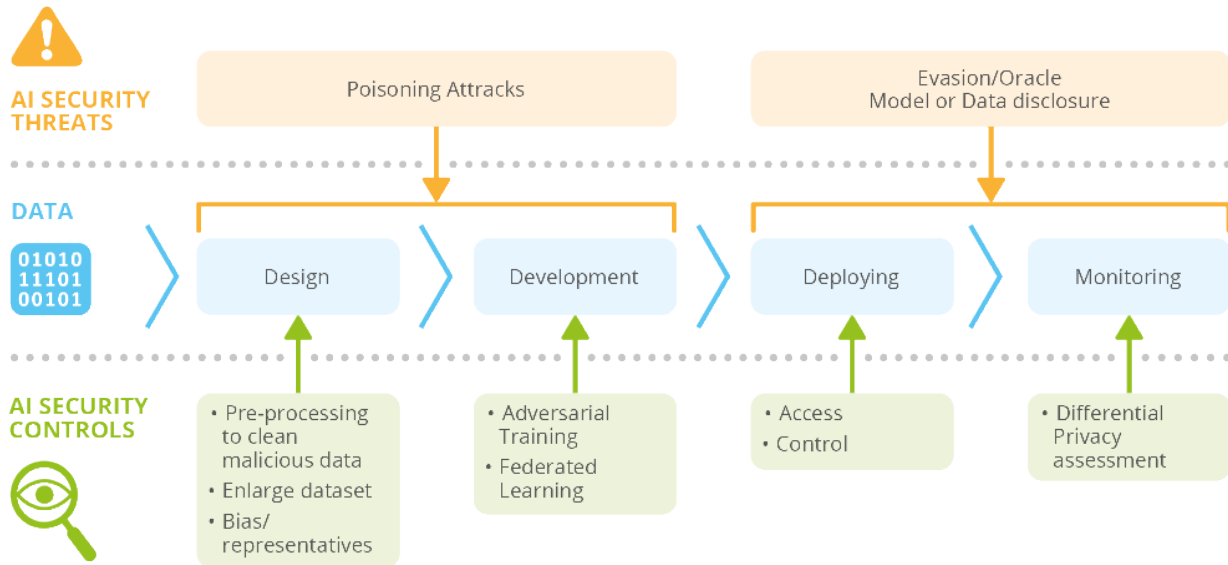 AI SECURITY
THREATS
Poisoning Attracks
Evasion/Oracle
Model or Data disclosure
DATA
01010
11101
00101
Design
Development
Deploying
Monitoring
AI SECURITY
CONTROLS
• Pre-processing
to clean
malicious data
• Enlarge dataset
• Bias/
representatives
• Adversarial
Training
• Federated
Learning
• Access
• Control
• Differential
Privacy
assessment